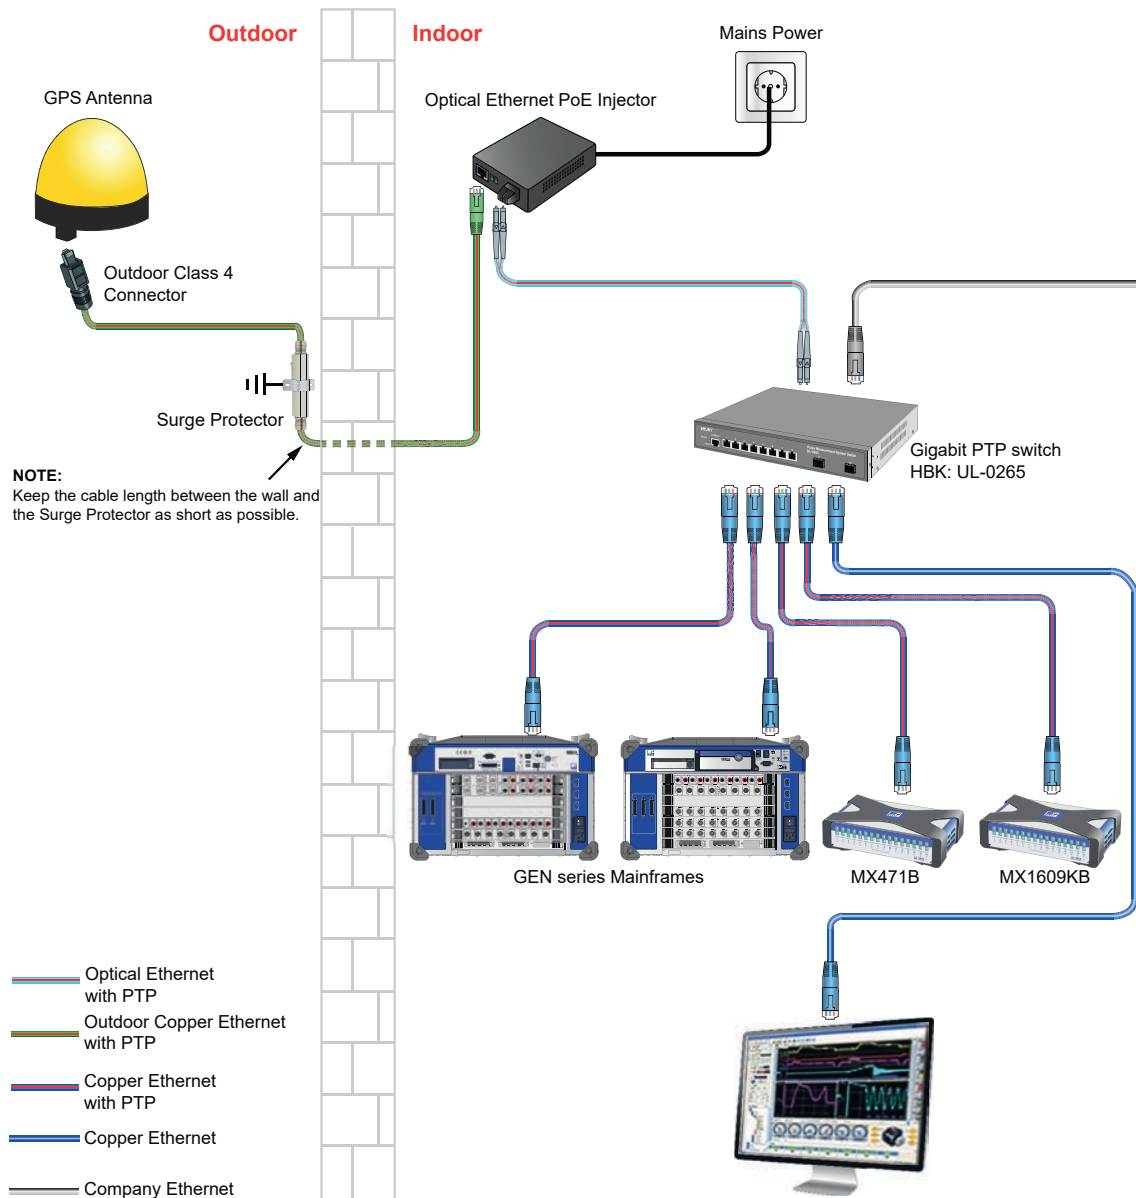 Outdoor
Indoor
Mains Power
GPS Antenna
Optical Ethernet PoE Injector
Outdoor Class 4
Connector
Surge Protector
NOTE:
Keep the cable length between the wall and
the Surge Protector as short as possible.
Gigabit PTP switch
HBK: UL-0265
GEN series Mainframes
MX471B
MX1609KB
Optical Ethernet
with PTP
Outdoor Copper Ethernet
with PTP
Copper Ethernet
with PTP
Copper Ethernet
Company Ethernet